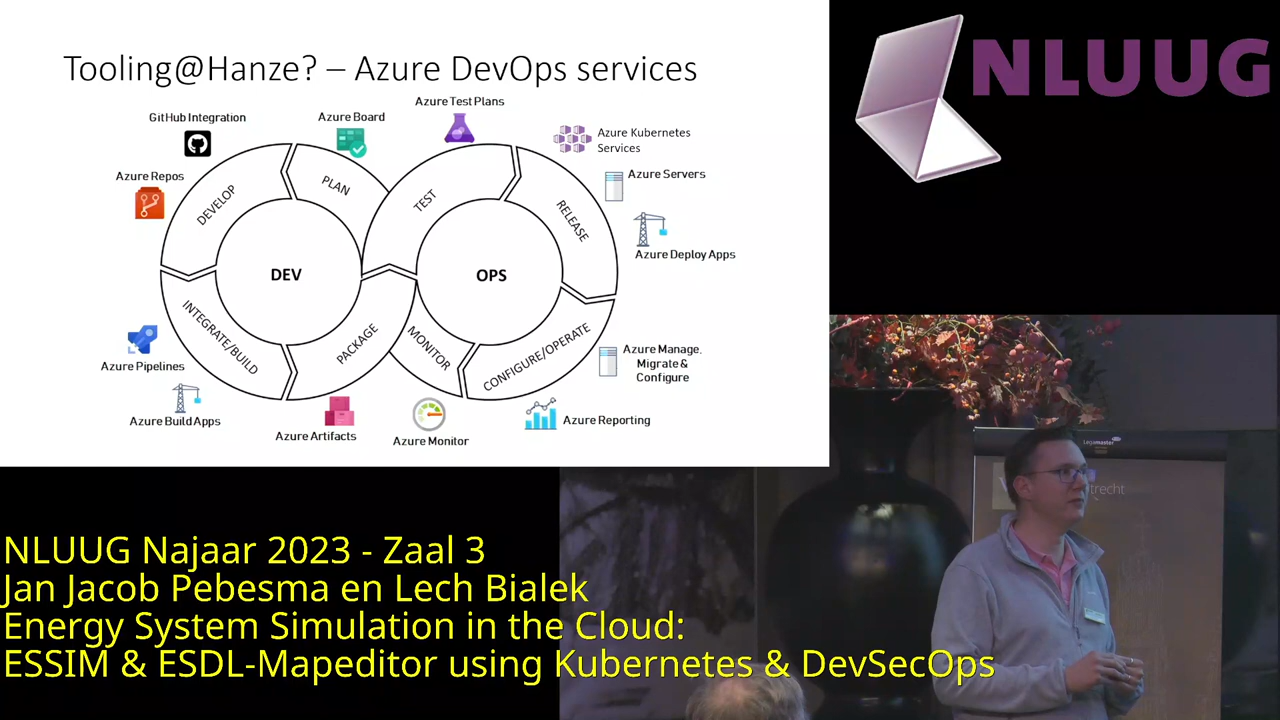 Tooling@Hanze? – Azure DevOps services
Azure Test Plans
GitHub Integration
Azure Board
Azure Kubernetes
Services
Azure Repos
Azure Servers
PLAN
DEVELOP
TEST
RELEASE
Azure Deploy Apps
DEV
OPS
INTEGRATE/BUILD
PACKAGE
MONITOR
CONFIGURE/OPERATE
Azure Pipelines
Azure Manage,
Migrate &
Configure
Azure Build Apps
Azure Artifacts
Azure Monitor
Azure Reporting
NLUUG
Legamaster
trecht
NLUUG Najaar 2023 - Zaal 3
Jan Jacob Pebesma en Lech Bialek
Energy System Simulation in the Cloud:
ESSIM & ESDL-Mapeditor using Kubernetes & DevSecOps